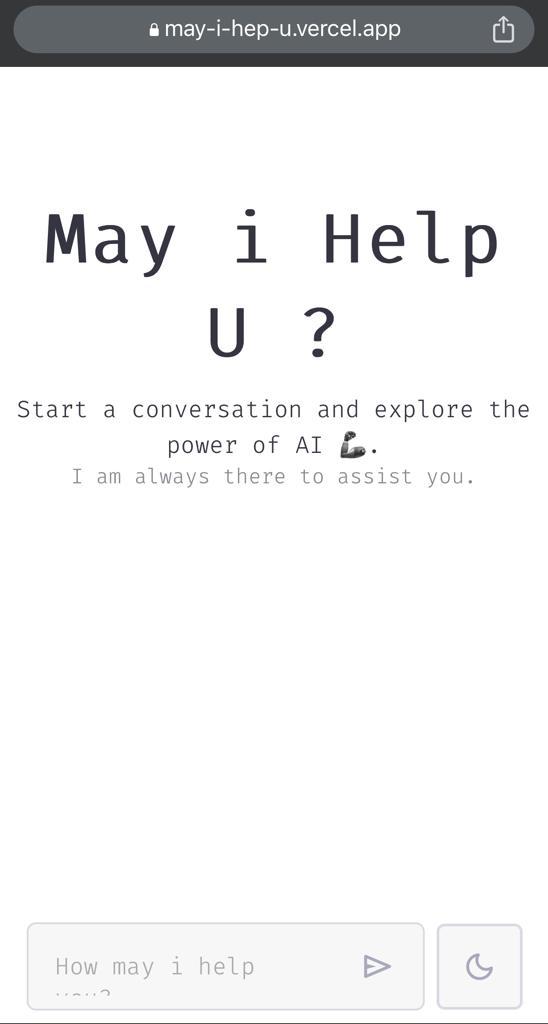 may-i-hep-u.vercel.app
May i Help
U ?
Start a conversation and explore the
power of AI 🦾.
I am always there to assist you.
How may i help
you?